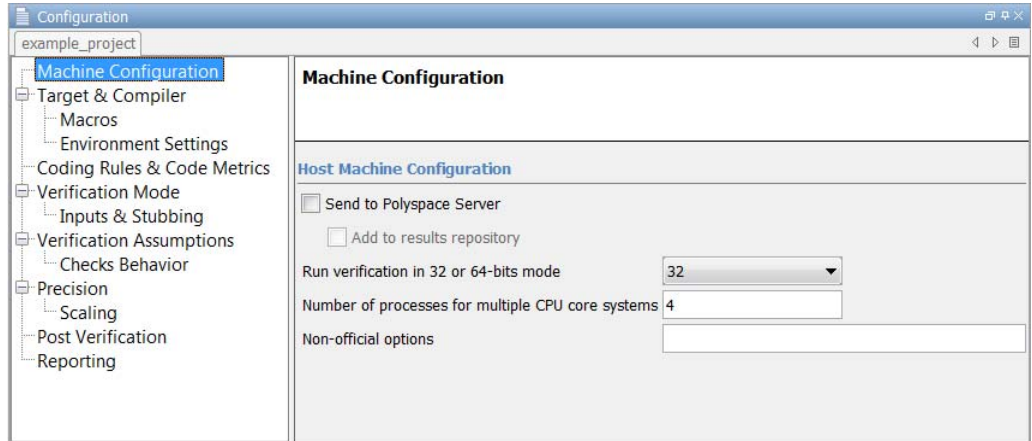 Configuration
example_project
Machine Configuration
Target & Compiler
Macros
Environment Settings
Coding Rules & Code Metrics
Verification Mode
Inputs & Stubbing
Verification Assumptions
Checks Behavior
Precision
Scaling
Post Verification
Reporting
Machine Configuration
Host Machine Configuration
Send to Polyspace Server
Add to results repository
Run verification in 32 or 64-bits mode 32
Number of processes for multiple CPU core systems 4
Non-official options